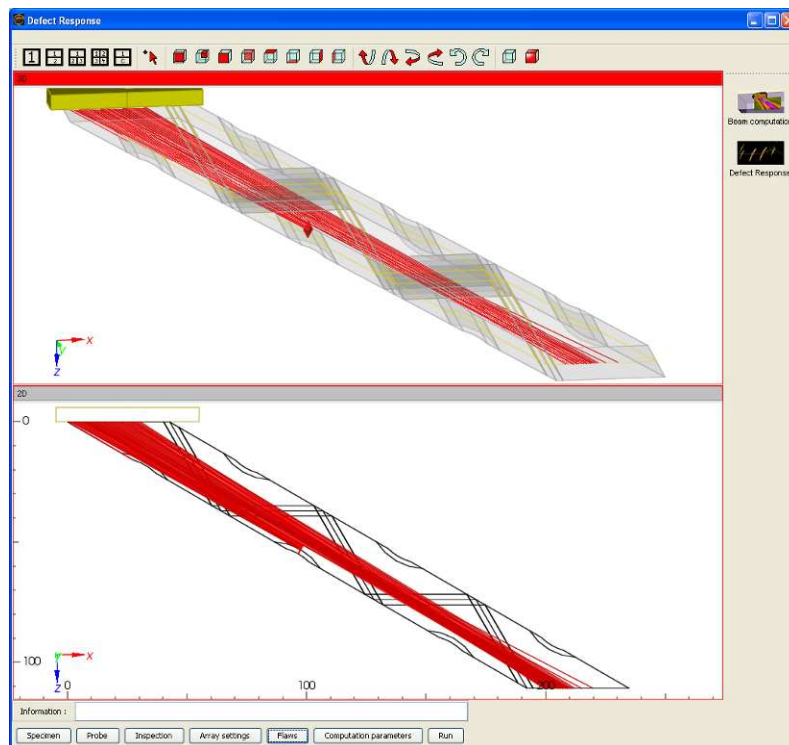 Defect Response
1
3D
X
Y
Z
Beam computation
Defect Response
2D
0
100
X
Y
Z
0
100
200
Information :
Specimen Probe Inspection Array settings Flaws Computation parameters Run